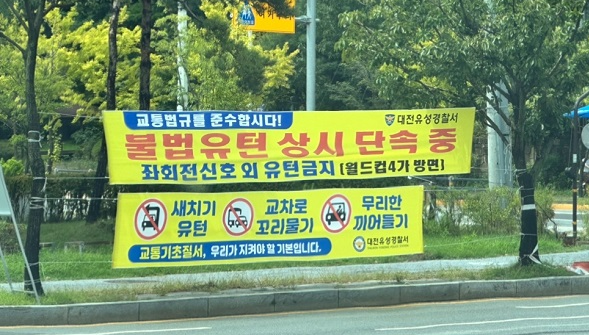 교통법규를 준수합시다!
대전유성경찰서
불법유턴 상시 단속 중
좌회전신호 외 유턴금지 (월드컵4가 방면)
새치기 유턴
교차로 꼬리물기
무리한 끼어들기
교통기초질서, 우리가 지켜야 할 기본입니다.
대전유성경찰서